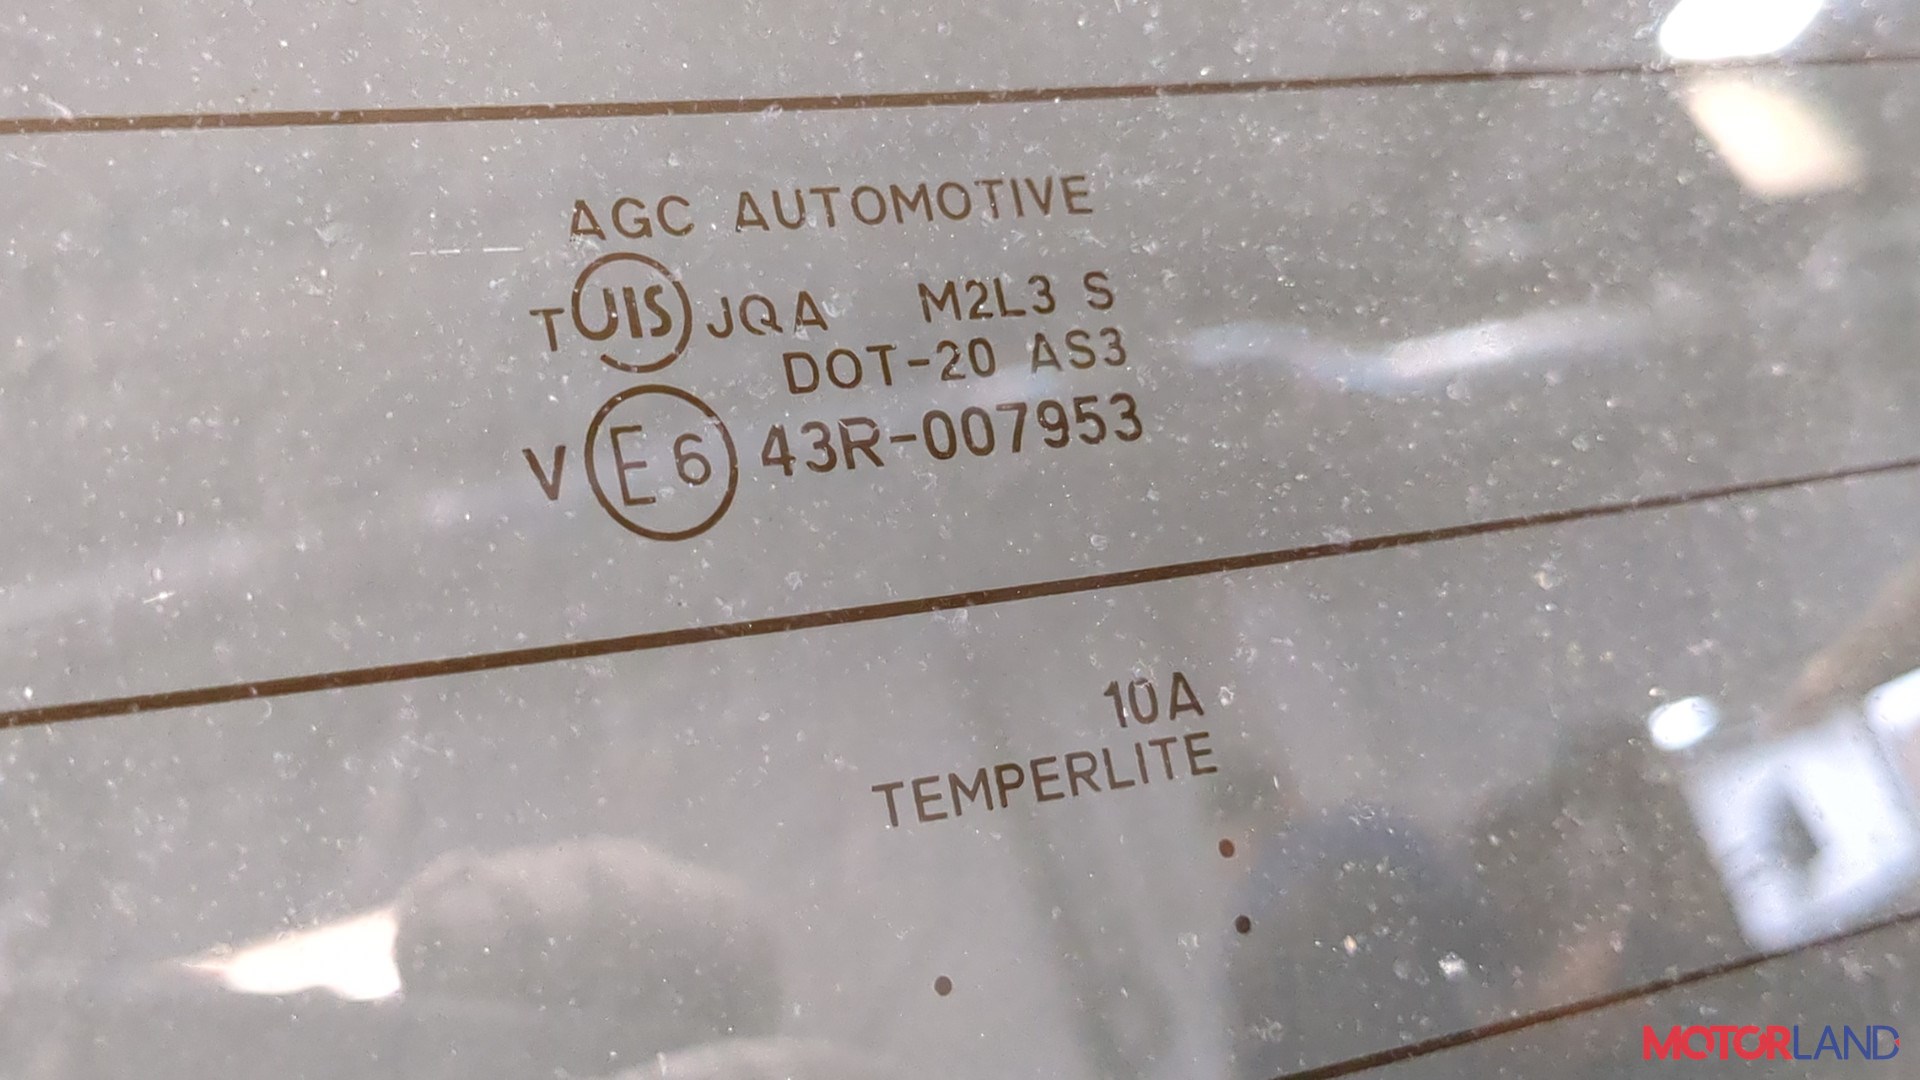 AGC AUTOMOTIVE
T JIS JQA M2L3 S
DOT-20 AS3
V E6 43R-007953
10A
TEMPERLITE
MOTORLAND